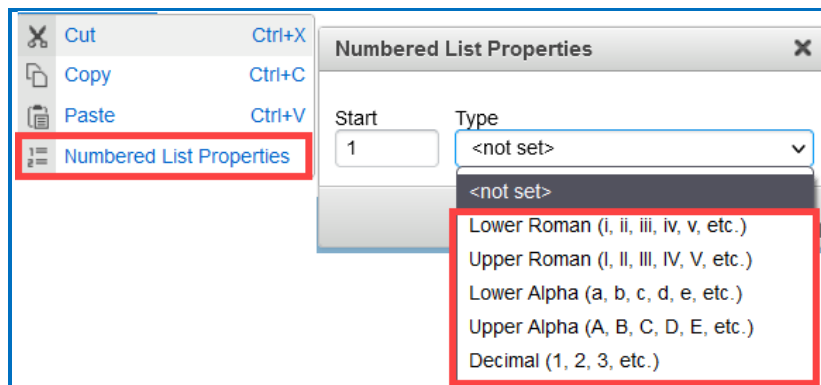 Cut Ctrl+X
Copy Ctrl+C
Paste Ctrl+V
Numbered List Properties
Numbered List Properties
Start Type
1 <not set>
<not set>
Lower Roman (i, ii, iii, iv, v, etc.)
Upper Roman (I, II, III, IV, V, etc.)
Lower Alpha (a, b, c, d, e, etc.)
Upper Alpha (A, B, C, D, E, etc.)
Decimal (1, 2, 3, etc.)